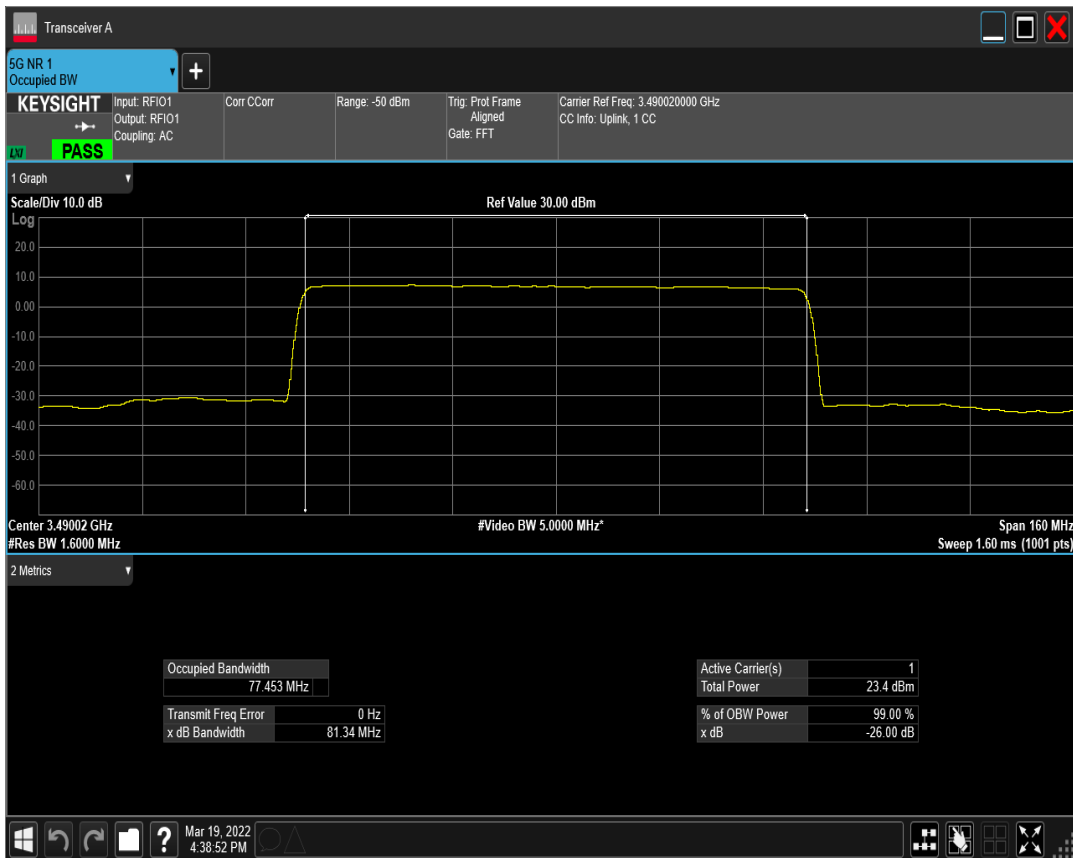 Transceiver A
5G NR 1
Occupied BW
+
KEYSIGHT
LXI
PASS
Input: RFIO1
Output: RFIO1
Coupling: AC
Corr CCorr
Range: -50 dBm
Trig: Prot Frame
Aligned
Gate: FFT
Carrier Ref Freq: 3.490020000 GHz
CC Info: Uplink, 1 CC
1 Graph
Scale/Div 10.0 dB
Ref Value 30.00 dBm
Log
20.0
10.0
0.00
-10.0
-20.0
-30.0
-40.0
-50.0
-60.0
Center 3.49002 GHz
#Video BW 5.0000 MHz*
Span 160 MHz
#Res BW 1.6000 MHz
Sweep 1.60 ms (1001 pts)
2 Metrics
Occupied Bandwidth
77.453 MHz
Transmit Freq Error 0 Hz
x dB Bandwidth 81.34 MHz
Active Carrier(s) 1
Total Power 23.4 dBm
% of OBW Power 99.00 %
x dB -26.00 dB
?
Mar 19, 2022
4:38:52 PM